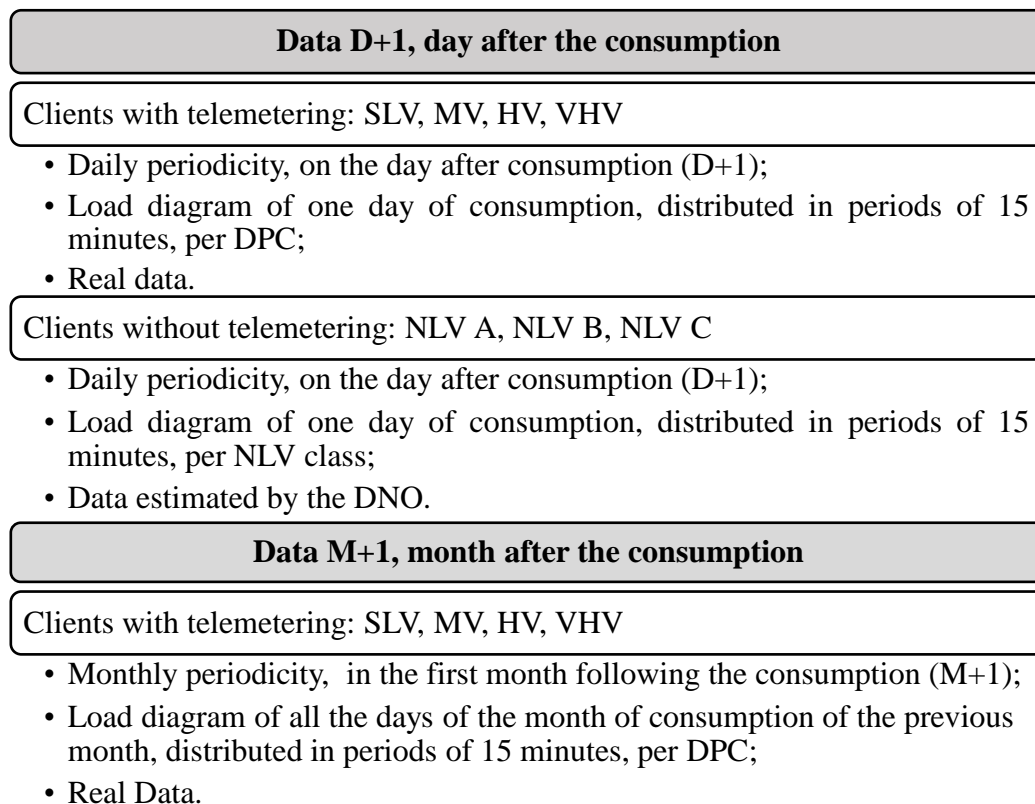 Data D+1, day after the consumption
Clients with telemetering: SLV, MV, HV, VHV
• Daily periodicity, on the day after consumption (D+1);
• Load diagram of one day of consumption, distributed in periods of 15
minutes, per DPC;
• Real data.
Clients without telemetering: NLV A, NLV B, NLV C
• Daily periodicity, on the day after consumption (D+1);
• Load diagram of one day of consumption, distributed in periods of 15
minutes, per NLV class;
• Data estimated by the DNO.
Data M+1, month after the consumption
Clients with telemetering: SLV, MV, HV, VHV
• Monthly periodicity, in the first month following the consumption (M+1);
• Load diagram of all the days of the month of consumption of the previous
month, distributed in periods of 15 minutes, per DPC;
• Real Data.